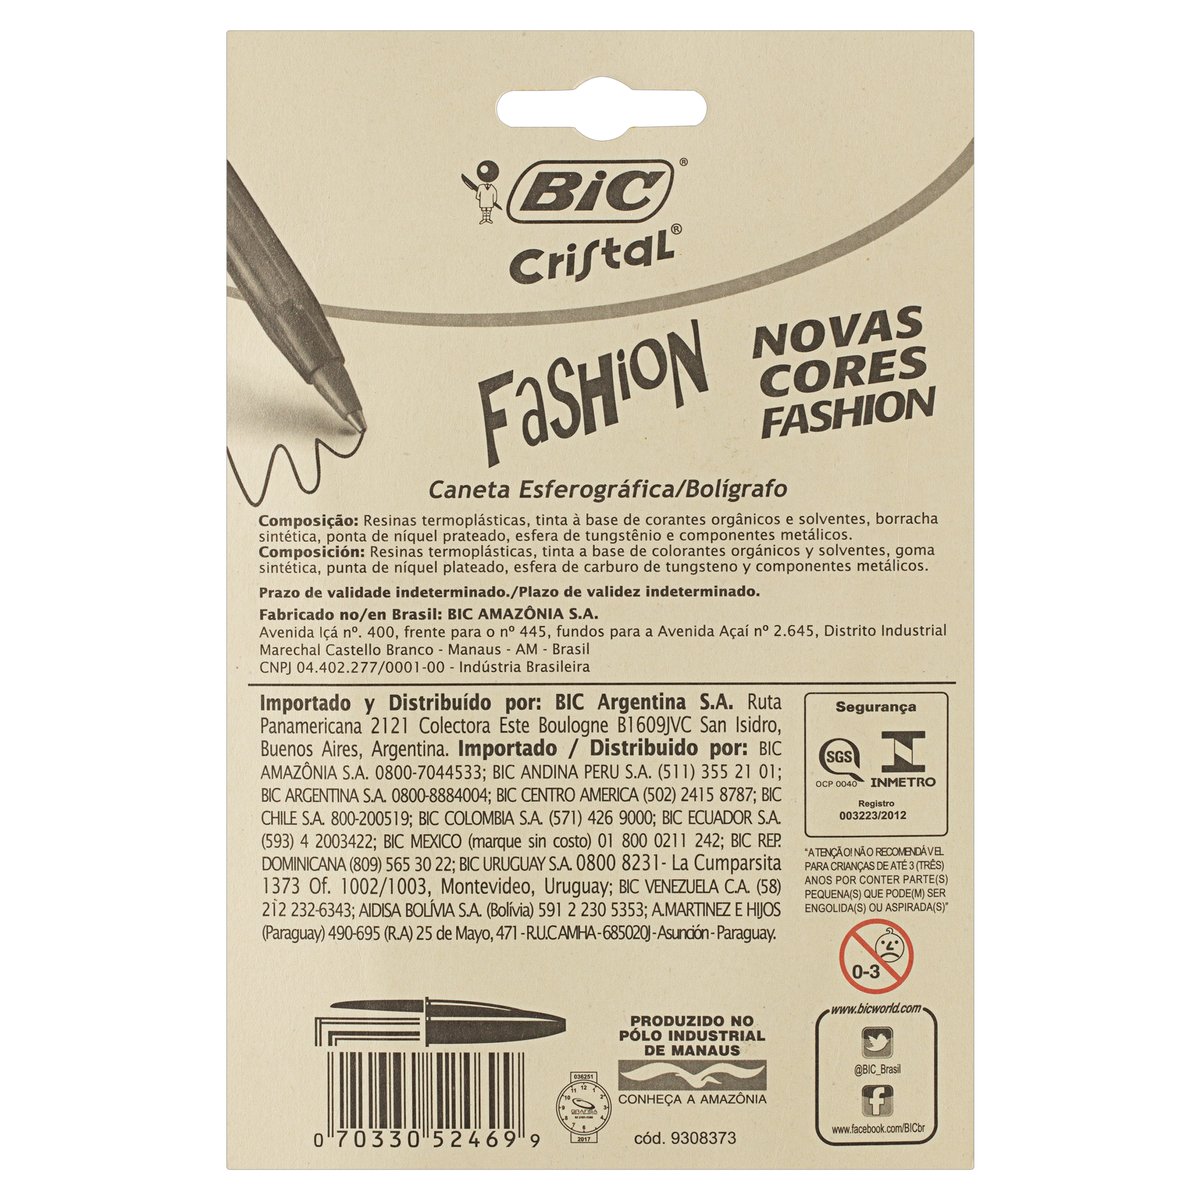 BiC®
Cristal®
FaSHiON
NOVAS
CORES
FASHION
Caneta Esferográfica/Bolígrafo
Composição: Resinas termoplásticas, tinta à base de corantes orgânicos e solventes, borracha
sintética, ponta de níquel prateado, esfera de tungstênio e componentes metálicos.
Composición: Resinas termoplásticas, tinta a base de colorantes orgánicos y solventes, goma
sintética, punta de níquel plateado, esfera de carburo de tungsteno y componentes metálicos.
Prazo de validade indeterminado./Plazo de validez indeterminado.
Fabricado no/en Brasil: BIC AMAZÔNIA S.A.
Avenida Içá nº. 400, frente para o nº 445, fundos para a Avenida Açaí nº 2.645, Distrito Industrial
Marechal Castello Branco - Manaus - AM - Brasil
CNPJ 04.402.277/0001-00 - Indústria Brasileira
Importado y Distribuído por: BIC Argentina S.A. Ruta
Panamericana 2121 Colectora Este Boulogne B1609JVC San Isidro,
Buenos Aires, Argentina. Importado / Distribuido por: BIC
AMAZÔNIA S.A. 0800-7044533; BIC ANDINA PERU S.A. (511) 355 21 01;
BIC ARGENTINA S.A. 0800-8884004; BIC CENTRO AMERICA (502) 2415 8787; BIC
CHILE S.A. 800-200519; BIC COLOMBIA S.A. (571) 426 9000; BIC ECUADOR S.A.
(593) 4 2003422; BIC MEXICO (marque sin costo) 01 800 0211 242; BIC REP.
DOMINICANA (809) 565 30 22; BIC URUGUAY S.A. 0800 8231- La Cumparsita
1373 Of. 1002/1003, Montevideo, Uruguay; BIC VENEZUELA C.A. (58)
212 232-6343; AIDISA BOLÍVIA S.A. (Bolívia) 591 2 230 5353; A.MARTINEZ E HIJOS
(Paraguay) 490-695 (R.A) 25 de Mayo, 471 - R.U.C AMHA - 685020J - Asunción - Paraguay.
Segurança
SGS
OCP 0040
INMETRO
Registro
003223/2012
"ATENÇÃO! NÃO RECOMENDÁVEL
PARA CRIANÇAS DE ATÉ 3 (TRÊS)
ANOS POR CONTER PARTE(S)
PEQUENA(S) QUE PODE(M) SER
ENGOLIDA(S) OU ASPIRADA(S)"
0-3
www.bicworld.com
@BIC_Brasil
www.facebook.com/BICbr
PRODUZIDO NO
PÓLO INDUSTRIAL
DE MANAUS
CONHEÇA A AMAZÔNIA
cód. 9308373
036251
12
1
2
3
4
5
6
7
8
9
10
11
2017
0 70330 52469 9